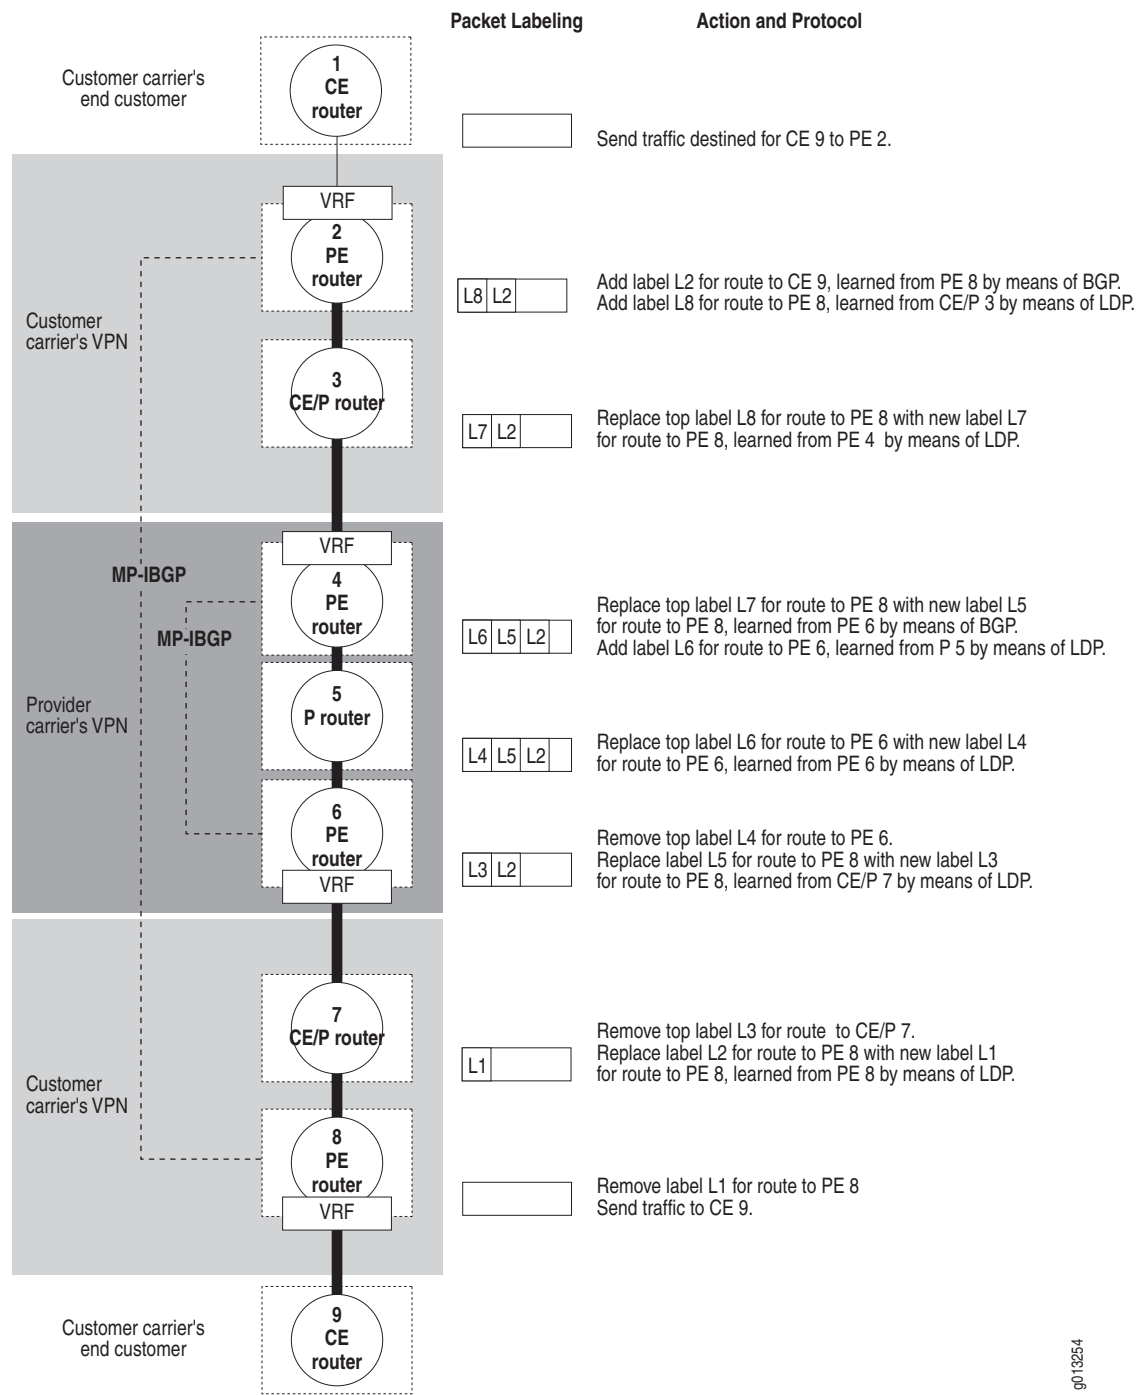 Packet Labeling
Action and Protocol
Customer carrier's
end customer
1
CE
router
Send traffic destined for CE 9 to PE 2.
VRF
2
PE
router
L8 L2
Add label L2 for route to CE 9, learned from PE 8 by means of BGP.
Add label L8 for route to PE 8, learned from CE/P 3 by means of LDP.
Customer
carrier's VPN
3
CE/P router
L7 L2
Replace top label L8 for route to PE 8 with new label L7
for route to PE 8, learned from PE 4 by means of LDP.
VRF
MP-IBGP
4
PE
router
MP-IBGP
L6 L5 L2
Replace top label L7 for route to PE 8 with new label L5
for route to PE 8, learned from PE 6 by means of BGP.
Add label L6 for route to PE 6, learned from P 5 by means of LDP.
Provider
carrier's VPN
5
P router
L4 L5 L2
Replace top label L6 for route to PE 6 with new label L4
for route to PE 6, learned from PE 6 by means of LDP.
6
PE
router
VRF
L3 L2
Remove top label L4 for route to PE 6.
Replace label L5 for route to PE 8 with new label L3
for route to PE 8, learned from CE/P 7 by means of LDP.
7
CE/P router
L1
Remove top label L3 for route to CE/P 7.
Replace label L2 for route to PE 8 with new label L1
for route to PE 8, learned from PE 8 by means of LDP.
Customer
carrier's VPN
8
PE
router
VRF
Remove label L1 for route to PE 8
Send traffic to CE 9.
Customer carrier's
end customer
9
CE
router
g013254